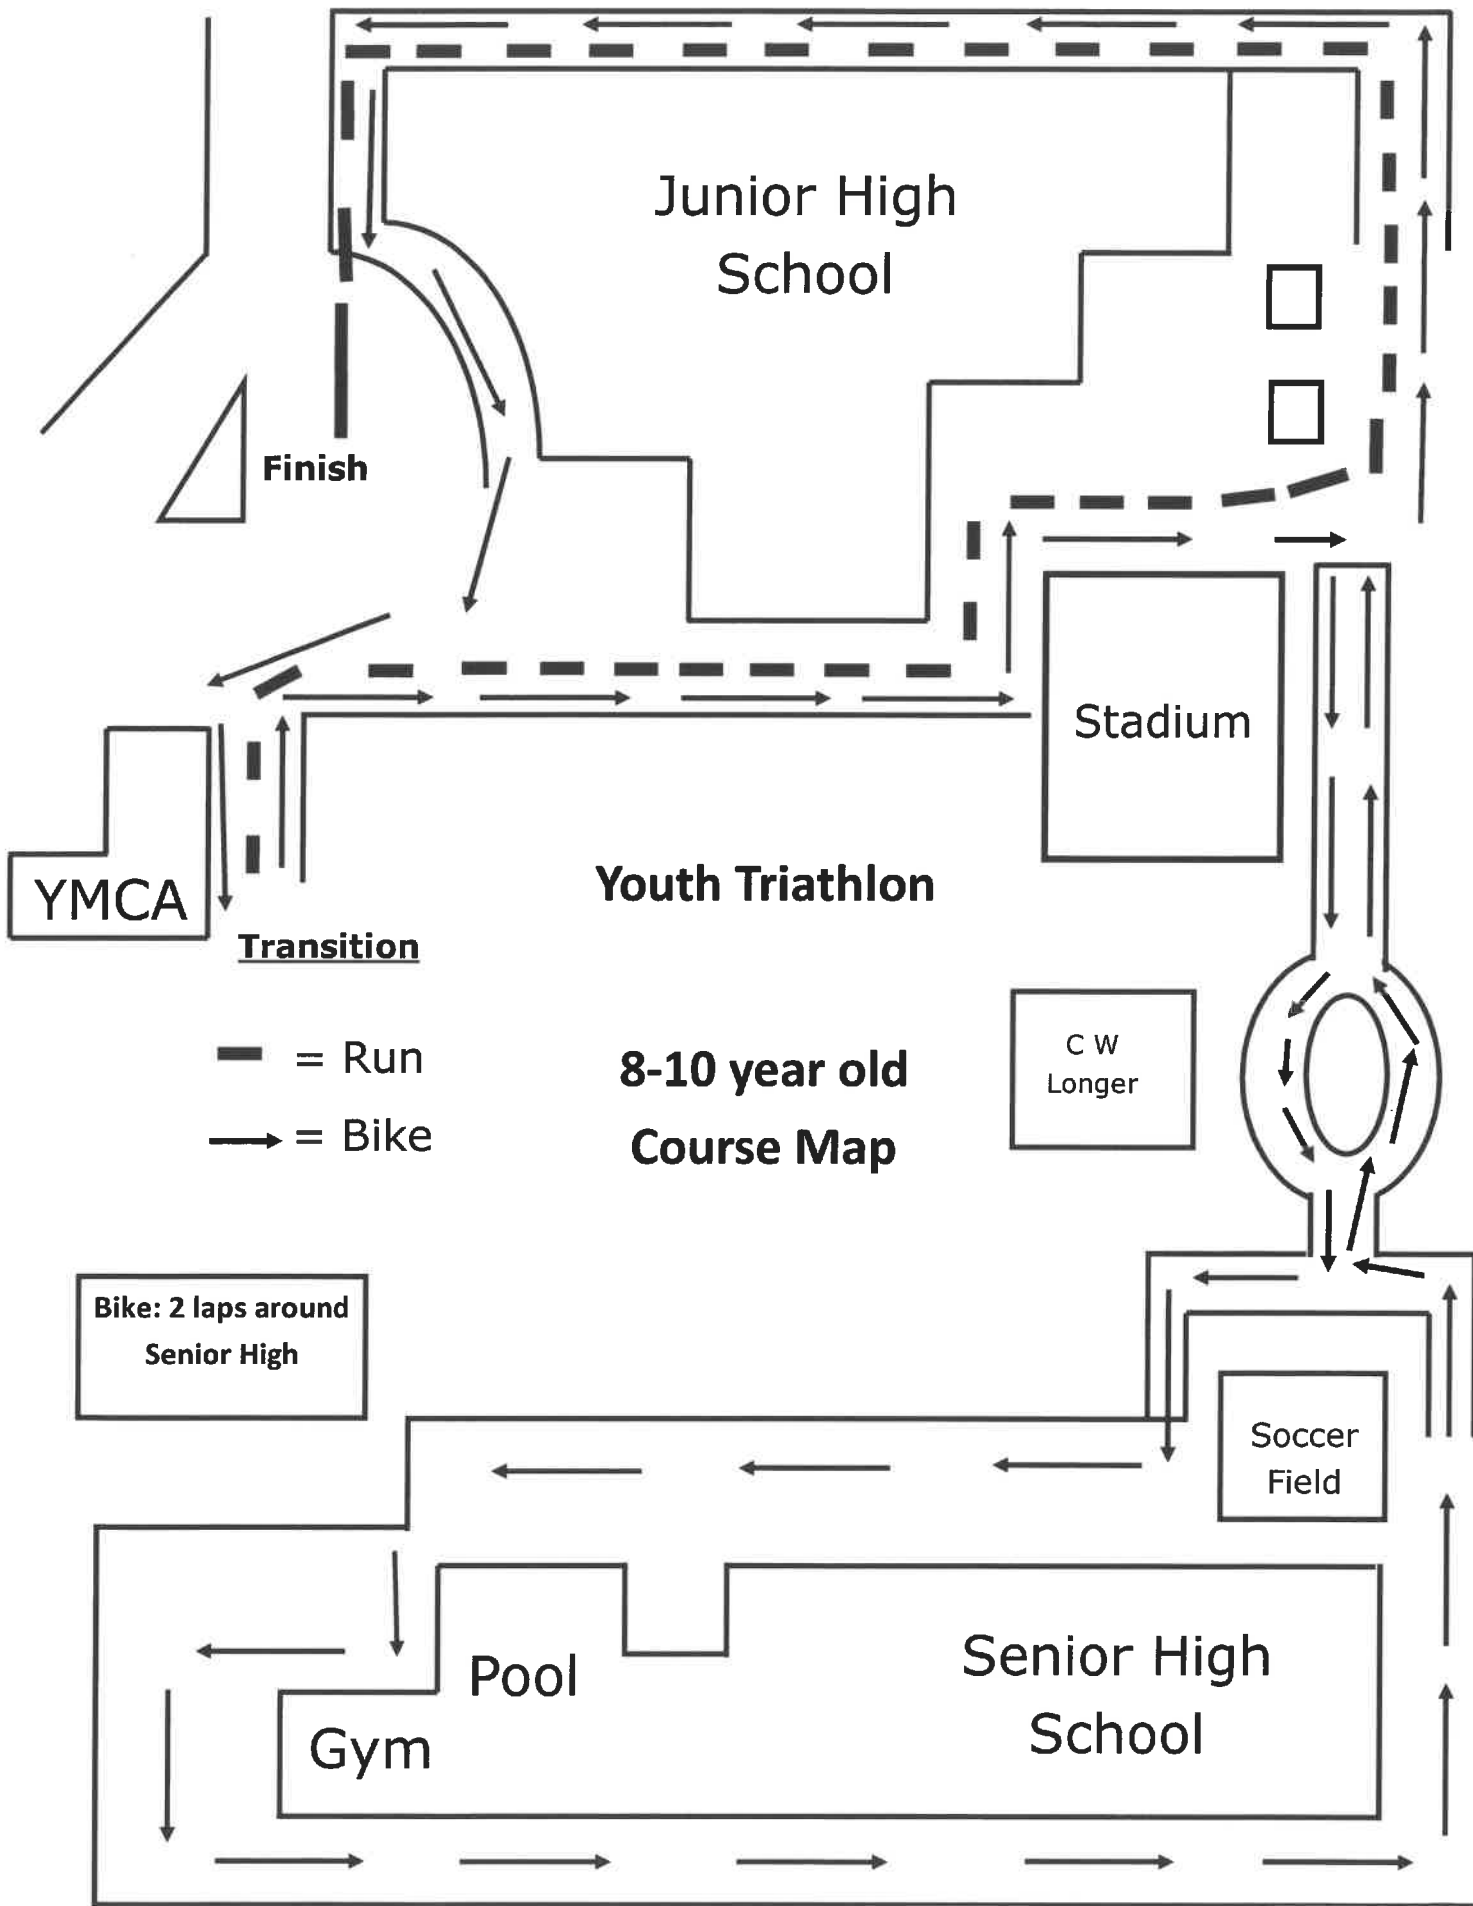 Junior High
School
Finish
Stadium
YMCA
Youth Triathlon
Transition
= Run
= Bike
8-10 year old
Course Map
C W
Longer
Bike: 2 laps around
Senior High
Soccer
Field
Pool
Gym
Senior High
School